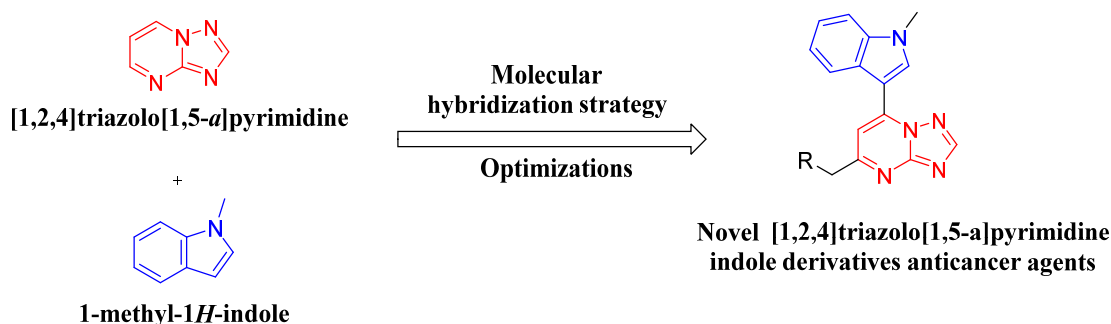 N
N
N
N
[1,2,4]triazolo[1,5-a]pyrimidine
+
N
1-methyl-1H-indole
Molecular
hybridization strategy
Optimizations
N
N
N
N
N
R
Novel [1,2,4]triazolo[1,5-a]pyrimidine
indole derivatives anticancer agents